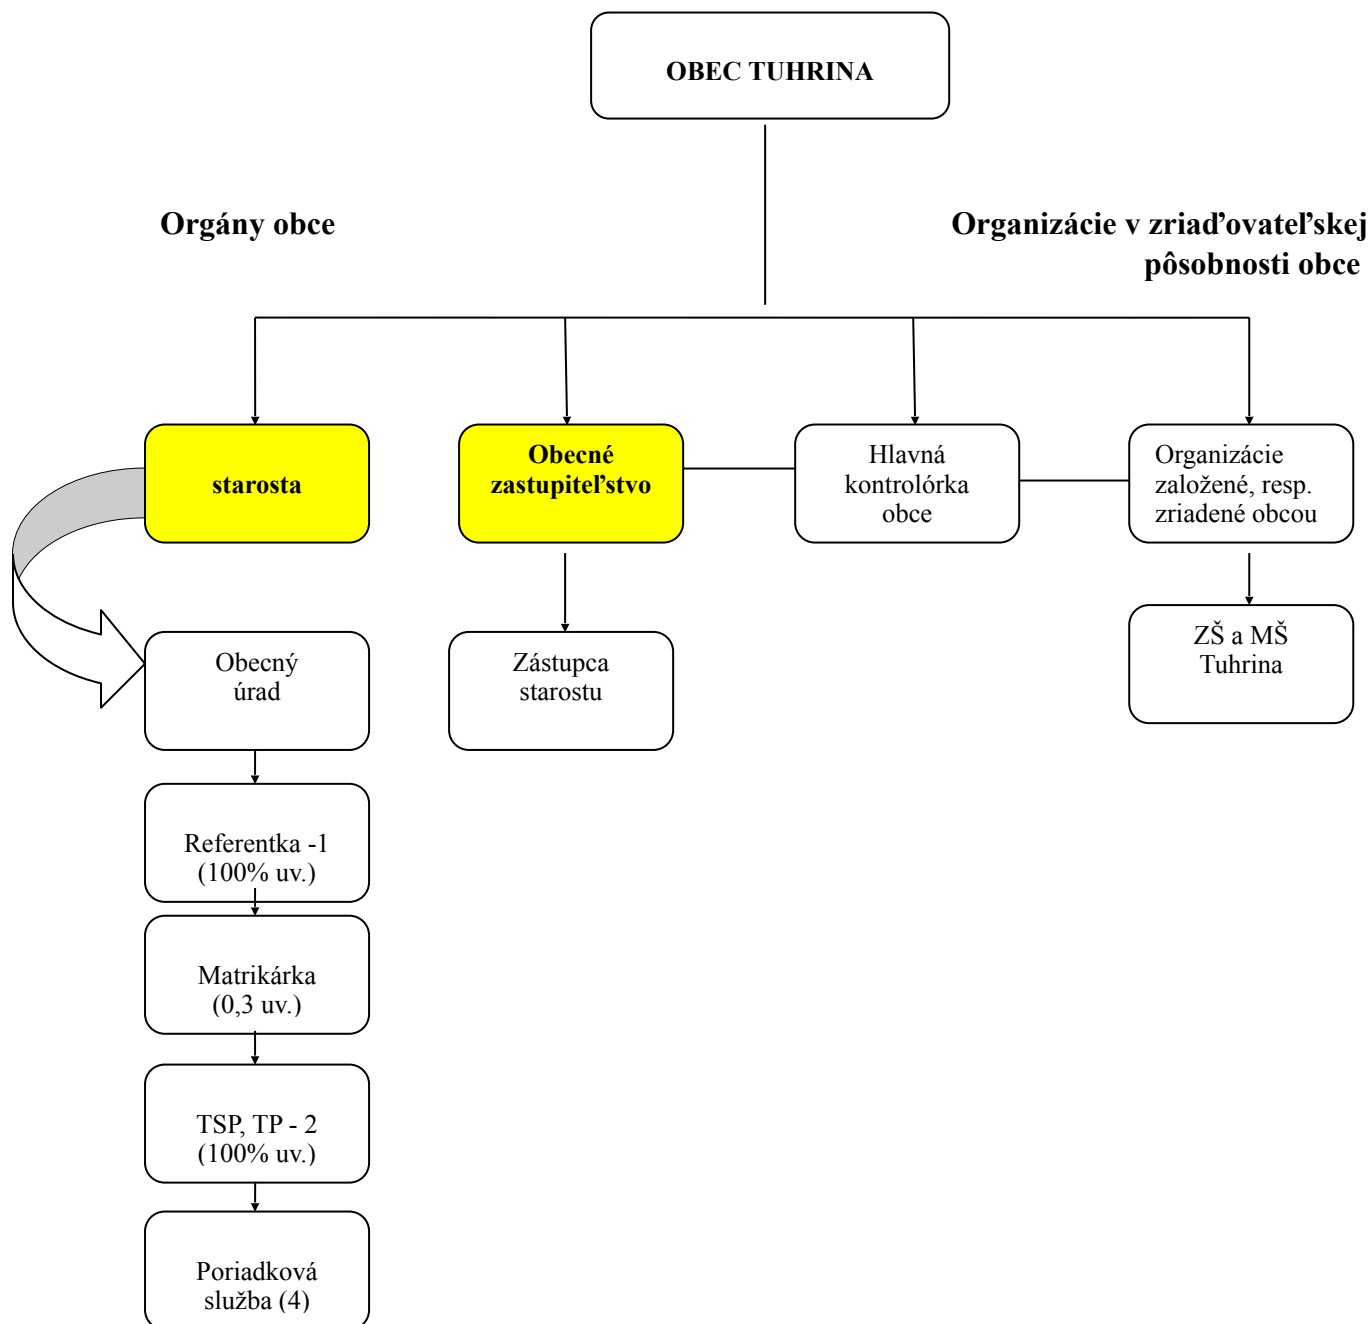 OBEC TUHRINA
Orgány obce
Organizácie v zriaďovateľskej
pôsobnosti obce
starosta
Obecné
zastupiteľstvo
Hlavná
kontrolórka
obce
Organizácie
založené, resp.
zriadené obcou
Obecný
úrad
Zástupca
starostu
ZŠ a MŠ
Tuhrina
Referentka -1
(100% uv.)
Matrikárka
(0,3 uv.)
TSP, TP - 2
(100% uv.)
Poriadková
služba (4)